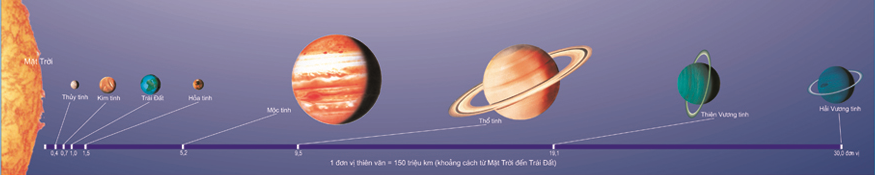 Mặt Trời
Thủy tinh
Kim tinh
Trái Đất
Hỏa tinh
Mộc tinh
Thổ tinh
Thiên Vương tinh
Hải Vương tinh
0,4 0,7 1,0 1,5 5,2 9,5 19,1 30,0 đơn vị
1 đơn vị thiên văn = 150 triệu km (khoảng cách từ Mặt Trời đến Trái Đất)